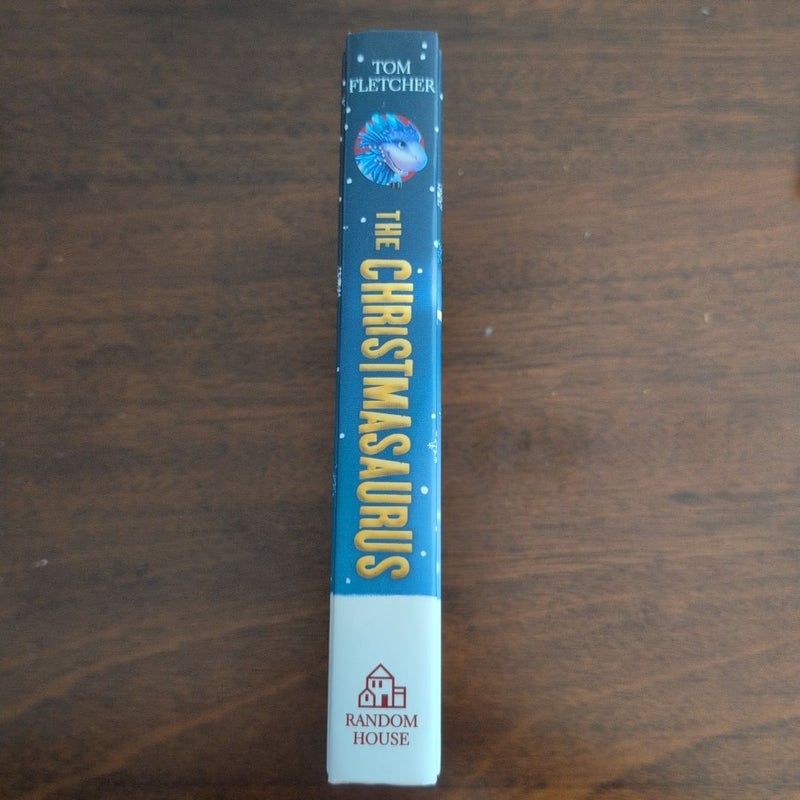 TOM
FLETCHER
THE CHRISTMASAURUS
RANDOM
HOUSE